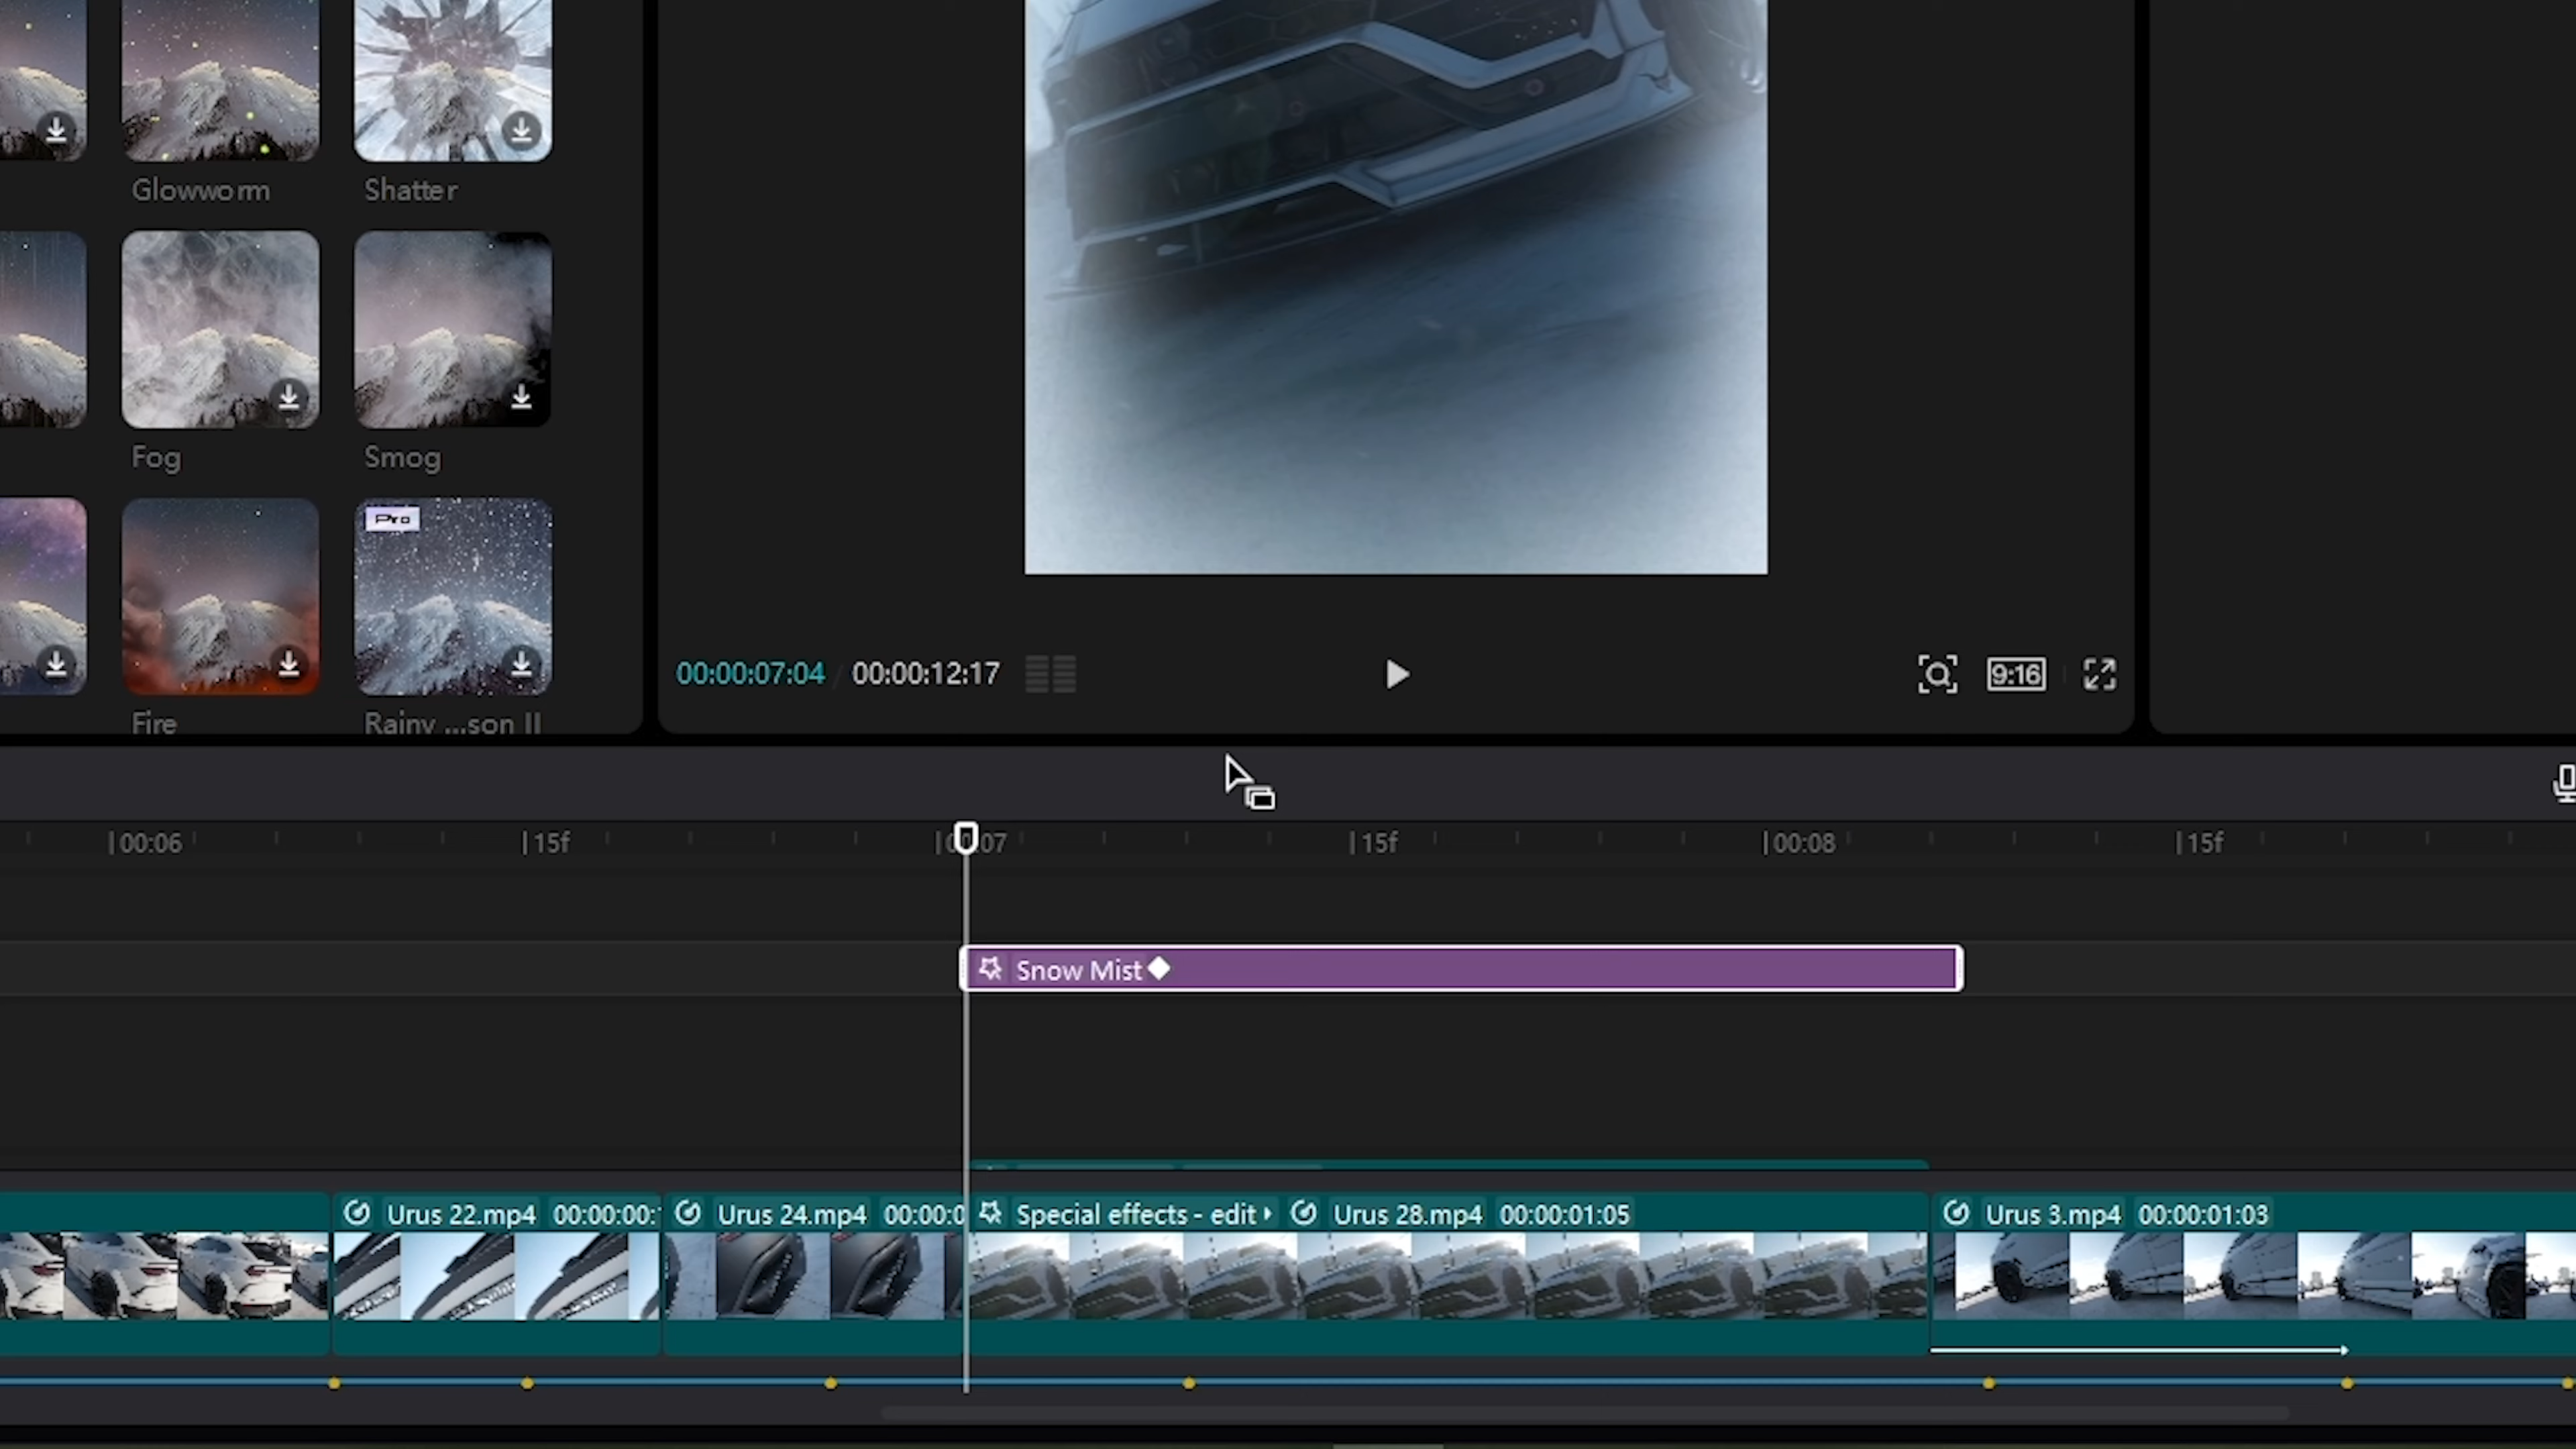 Glowworm
Shatter
Fog
Smog
Pro
Fire
Rainy ...son II
00:00:07:04 / 00:00:12:17
9:16
00:06
15f
00:07
15f
00:08
15f
Snow Mist
Urus 22.mp4 00:00:00:
Urus 24.mp4 00:00:0
Special effects - edit
Urus 28.mp4 00:00:01:05
Urus 3.mp4 00:00:01:03